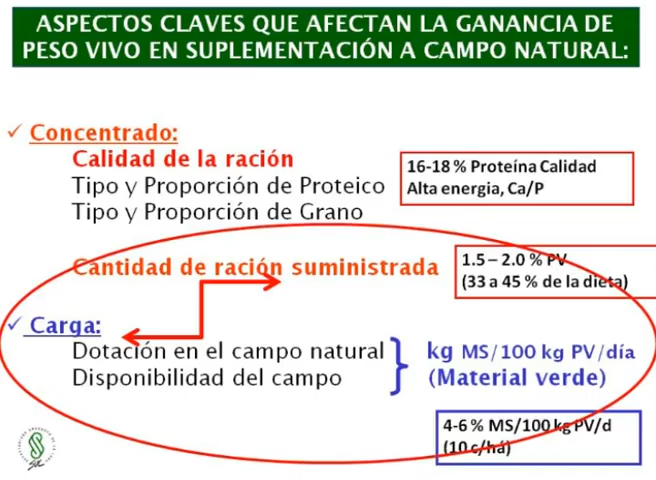 ASPECTOS CLAVES QUE AFECTAN LA GANANCIA DE
PESO VIVO EN SUPLEMENTACIÓN A CAMPO NATURAL:
✓ Concentrado:
Calidad de la ración
Tipo y Proporción de Proteico
Tipo y Proporción de Grano
16-18 % Proteína Calidad
Alta energia, Ca/P
Cantidad de ración suministrada
1.5 – 2.0 % PV
(33 a 45 % de la dieta)
✓ Carga:
Dotación en el campo natural
Disponibilidad del campo
kg MS/100 kg PV/día
(Material verde)
4-6 % MS/100 kg PV/d
(10 c/há)